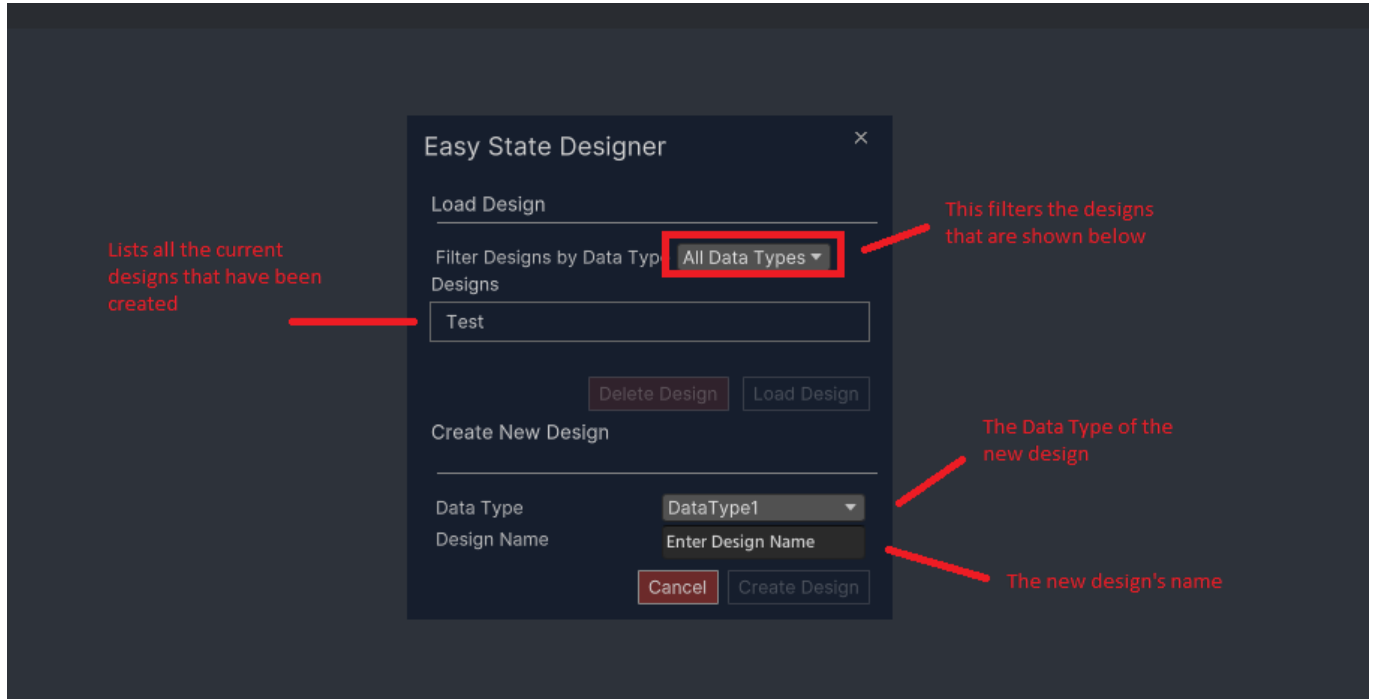 Easy State Designer
Load Design
This filters the designs
that are shown below
Lists all the current
designs that have been
created
Filter Designs by Data Typ
All Data Types
Designs
Test
Delete Design
Load Design
Create New Design
The Data Type of the
new design
Data Type
DataType1
Design Name
Enter Design Name
The new design's name
Cancel
Create Design